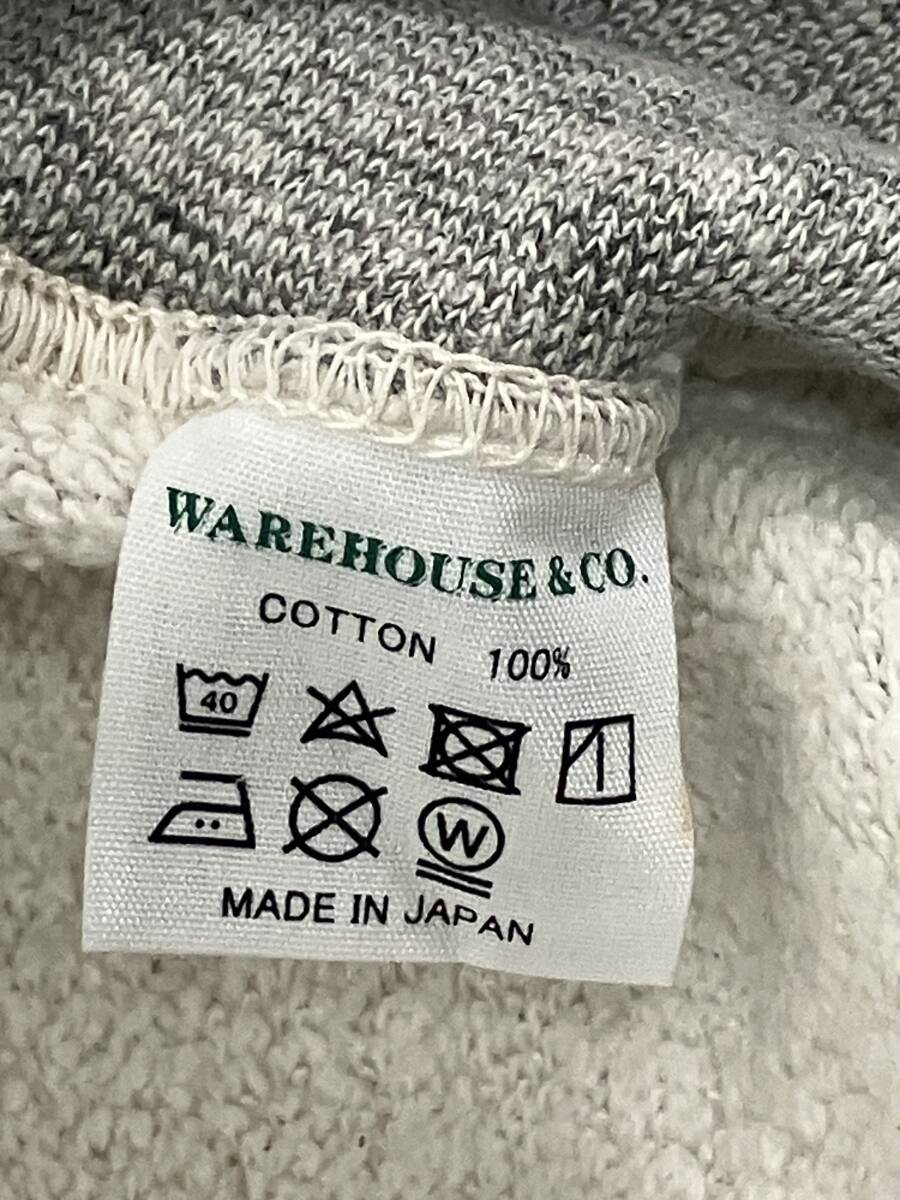 WAREHOUSE & CO.
COTTON 100%
40
W
MADE IN JAPAN